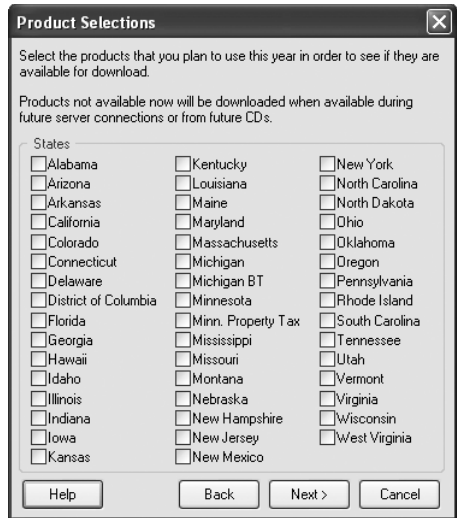 Product Selections
Select the products that you plan to use this year in order to see if they are
available for download.
Products not available now will be downloaded when available during
future server connections or from future CDs.
States
Alabama
Arizona
Arkansas
California
Colorado
Connecticut
Delaware
District of Columbia
Florida
Georgia
Hawaii
Idaho
Illinois
Indiana
Iowa
Kansas
Kentucky
Louisiana
Maine
Maryland
Massachusetts
Michigan
Michigan BT
Minnesota
Minn. Property Tax
Mississippi
Missouri
Montana
Nebraska
New Hampshire
New Jersey
New Mexico
New York
North Carolina
North Dakota
Ohio
Oklahoma
Oregon
Pennsylvania
Rhode Island
South Carolina
Tennessee
Utah
Vermont
Virginia
Wisconsin
West Virginia
Help
Back
Next >
Cancel